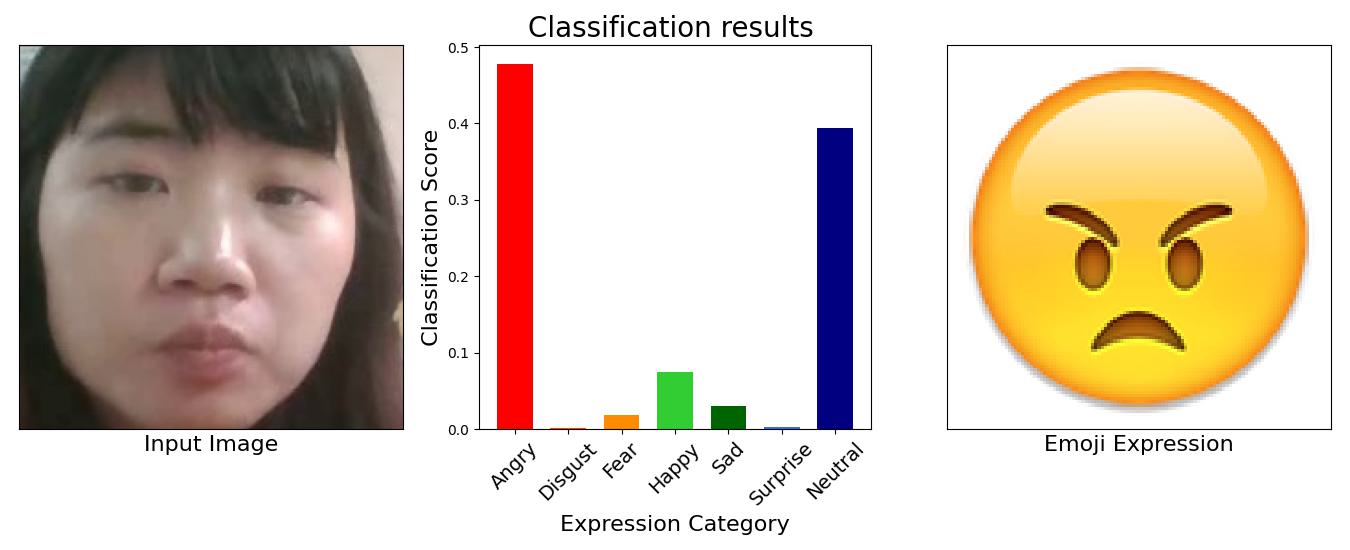 Classification results
Classification Score
0.5
0.4
0.3
0.2
0.1
0.0
Angry
Disgust
Fear
Happy
Sad
Surprise
Neutral
Expression Category
Input Image
Emoji Expression